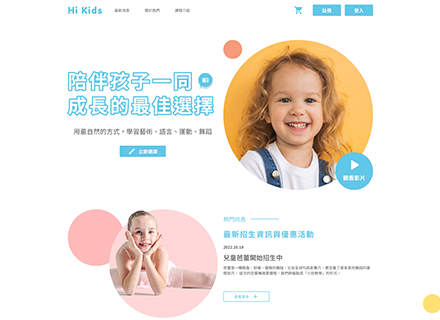 Hi Kids
最新消息 關於我們 課程介紹
註冊 登入
陪伴孩子一同
成長的最佳選擇
用最自然的方式，學習藝術、語言、運動、舞蹈
立即選課
觀看影片
熱門訊息
最新招生資訊與優惠活動
2022.10.19
兒童芭蕾開始招生中
查看更多